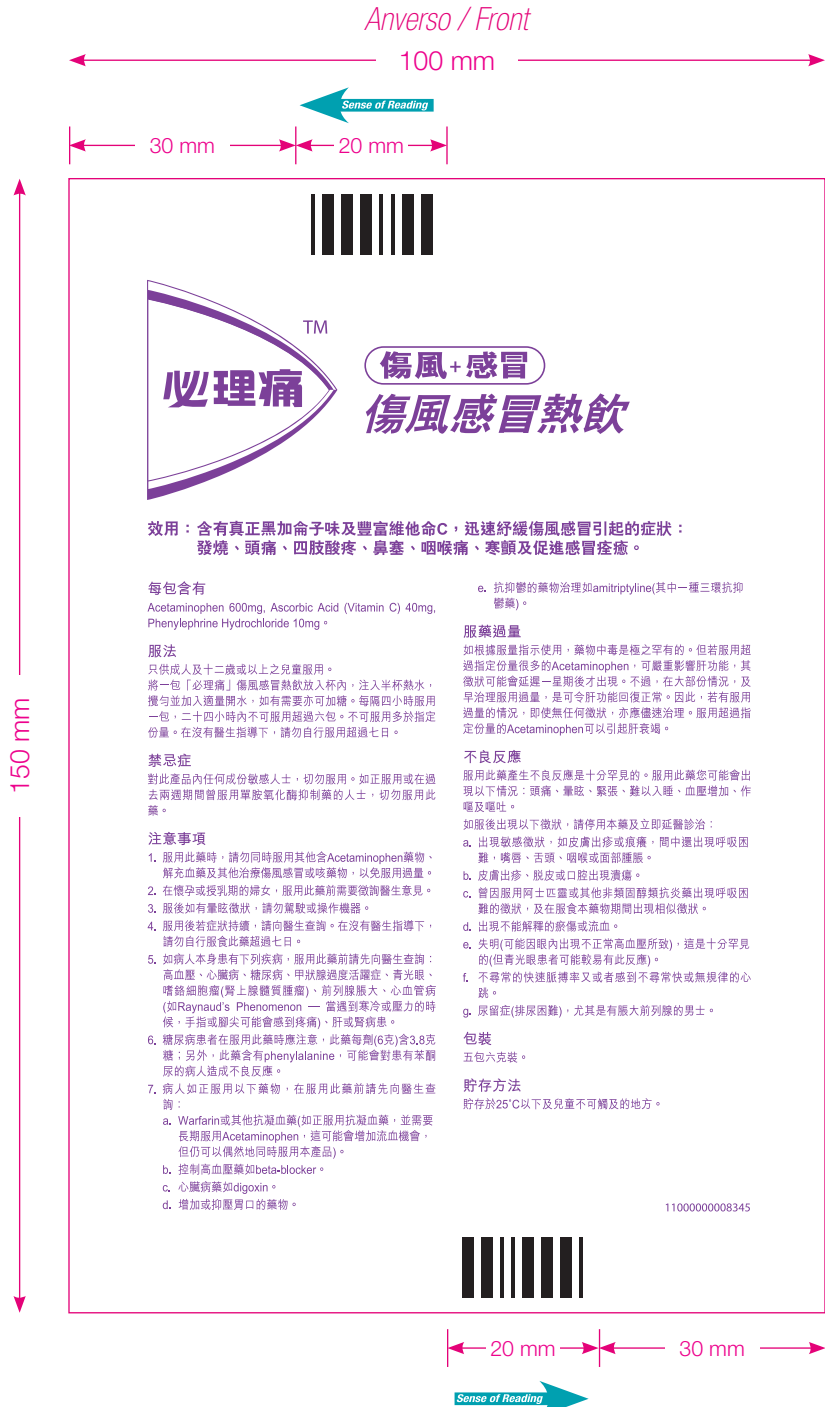 Anverso / Front
100 mm
Sense of Reading
30 mm
20 mm
150 mm
TM
必理痛
傷風+感冒
傷風感冒熱飲
效用：含有真正黑加侖子味及豐富維他命C，迅速紓緩傷風感冒引起的症狀：
發燒、頭痛、四肢酸疼、鼻塞、咽喉痛、寒顫及促進感冒痊癒。
每包含有
Acetaminophen 600mg, Ascorbic Acid (Vitamin C) 40mg,
Phenylephrine Hydrochloride 10mg。
服法
只供成人及十二歲或以上之兒童服用。
將一包「必理痛」傷風感冒熱飲放入杯內，注入半杯熱水，
攪勻並加入適量開水，如有需要亦可加糖。每隔四小時服用
一包，二十四小時內不可服用超過六包。不可服用多於指定
份量。在沒有醫生指導下，請勿自行服用超過七日。
禁忌症
對此產品內任何成份敏感人士，切勿服用。如正服用或在過
去兩週期間曾服用單胺氧化酶抑制藥的人士，切勿服用此
藥。
注意事項
1. 服用此藥時，請勿同時服用其他含Acetaminophen藥物、
解充血藥及其他治療傷風感冒或咳藥物，以免服用過量。
2. 在懷孕或授乳期的婦女，服用此藥前需要徵詢醫生意見。
3. 服後如有暈眩徵狀，請勿駕駛或操作機器。
4. 服用後若症狀持續，請向醫生查詢。在沒有醫生指導下，
請勿自行服食此藥超過七日。
5. 如病人本身患有下列疾病，服用此藥前請先向醫生查詢：
高血壓、心臟病、糖尿病、甲狀腺過度活躍症、青光眼、
嗜鉻細胞瘤(腎上腺髓質腫瘤)、前列腺脹大、心血管病
(如Raynaud's Phenomenon — 當遇到寒冷或壓力的時
候，手指或腳尖可能會感到疼痛)、肝或腎病患。
6. 糖尿病患者在服用此藥時應注意，此藥每劑(6克)含3.8克
糖；另外，此藥含有phenylalanine，可能會對患有苯酮
尿的病人造成不良反應。
7. 病人如正服用以下藥物，在服用此藥前請先向醫生查
詢：
a. Warfarin或其他抗凝血藥(如正服用抗凝血藥，並需要
長期服用Acetaminophen，這可能會增加流血機會，
但仍可以偶然地同時服用本產品)。
b. 控制高血壓藥如beta-blocker。
c. 心臟病藥如digoxin。
d. 增加或抑壓胃口的藥物。
e. 抗抑鬱的藥物治理如amitriptyline(其中一種三環抗抑
鬱藥)。
服藥過量
如根據服量指示使用，藥物中毒是極之罕有的。但若服用超
過指定份量很多的Acetaminophen，可嚴重影響肝功能，其
徵狀可能會延遲一星期後才出現。不過，在大部份情況，及
早治理服用過量，是可令肝功能回復正常。因此，若有服用
過量的情況，即使無任何徵狀，亦應儘速治理。服用超過指
定份量的Acetaminophen可以引起肝衰竭。
不良反應
服用此藥產生不良反應是十分罕見的。服用此藥您可能會出
現以下情況：頭痛、暈眩、緊張、難以入睡、血壓增加、作
嘔及嘔吐。
如服後出現以下徵狀，請停用本藥及立即延醫診治：
a. 出現敏感徵狀，如皮膚出疹或痕癢，間中還出現呼吸困
難，嘴唇、舌頭、咽喉或面部腫脹。
b. 皮膚出疹、脱皮或口腔出現潰瘍。
c. 曾因服用阿士匹靈或其他非類固醇類抗炎藥出現呼吸困
難的徵狀，及在服食本藥物期間出現相似徵狀。
d. 出現不能解釋的瘀傷或流血。
e. 失明(可能因眼內出現不正常高血壓所致)，這是十分罕見
的(但青光眼患者可能較易有此反應)。
f. 不尋常的快速脈搏率又或者感到不尋常快或無規律的心
跳。
g. 尿留症(排尿困難)，尤其是有脹大前列腺的男士。
包裝
五包六克裝。
貯存方法
貯存於25°C以下及兒童不可觸及的地方。
11000000008345
20 mm
30 mm
Sense of Reading